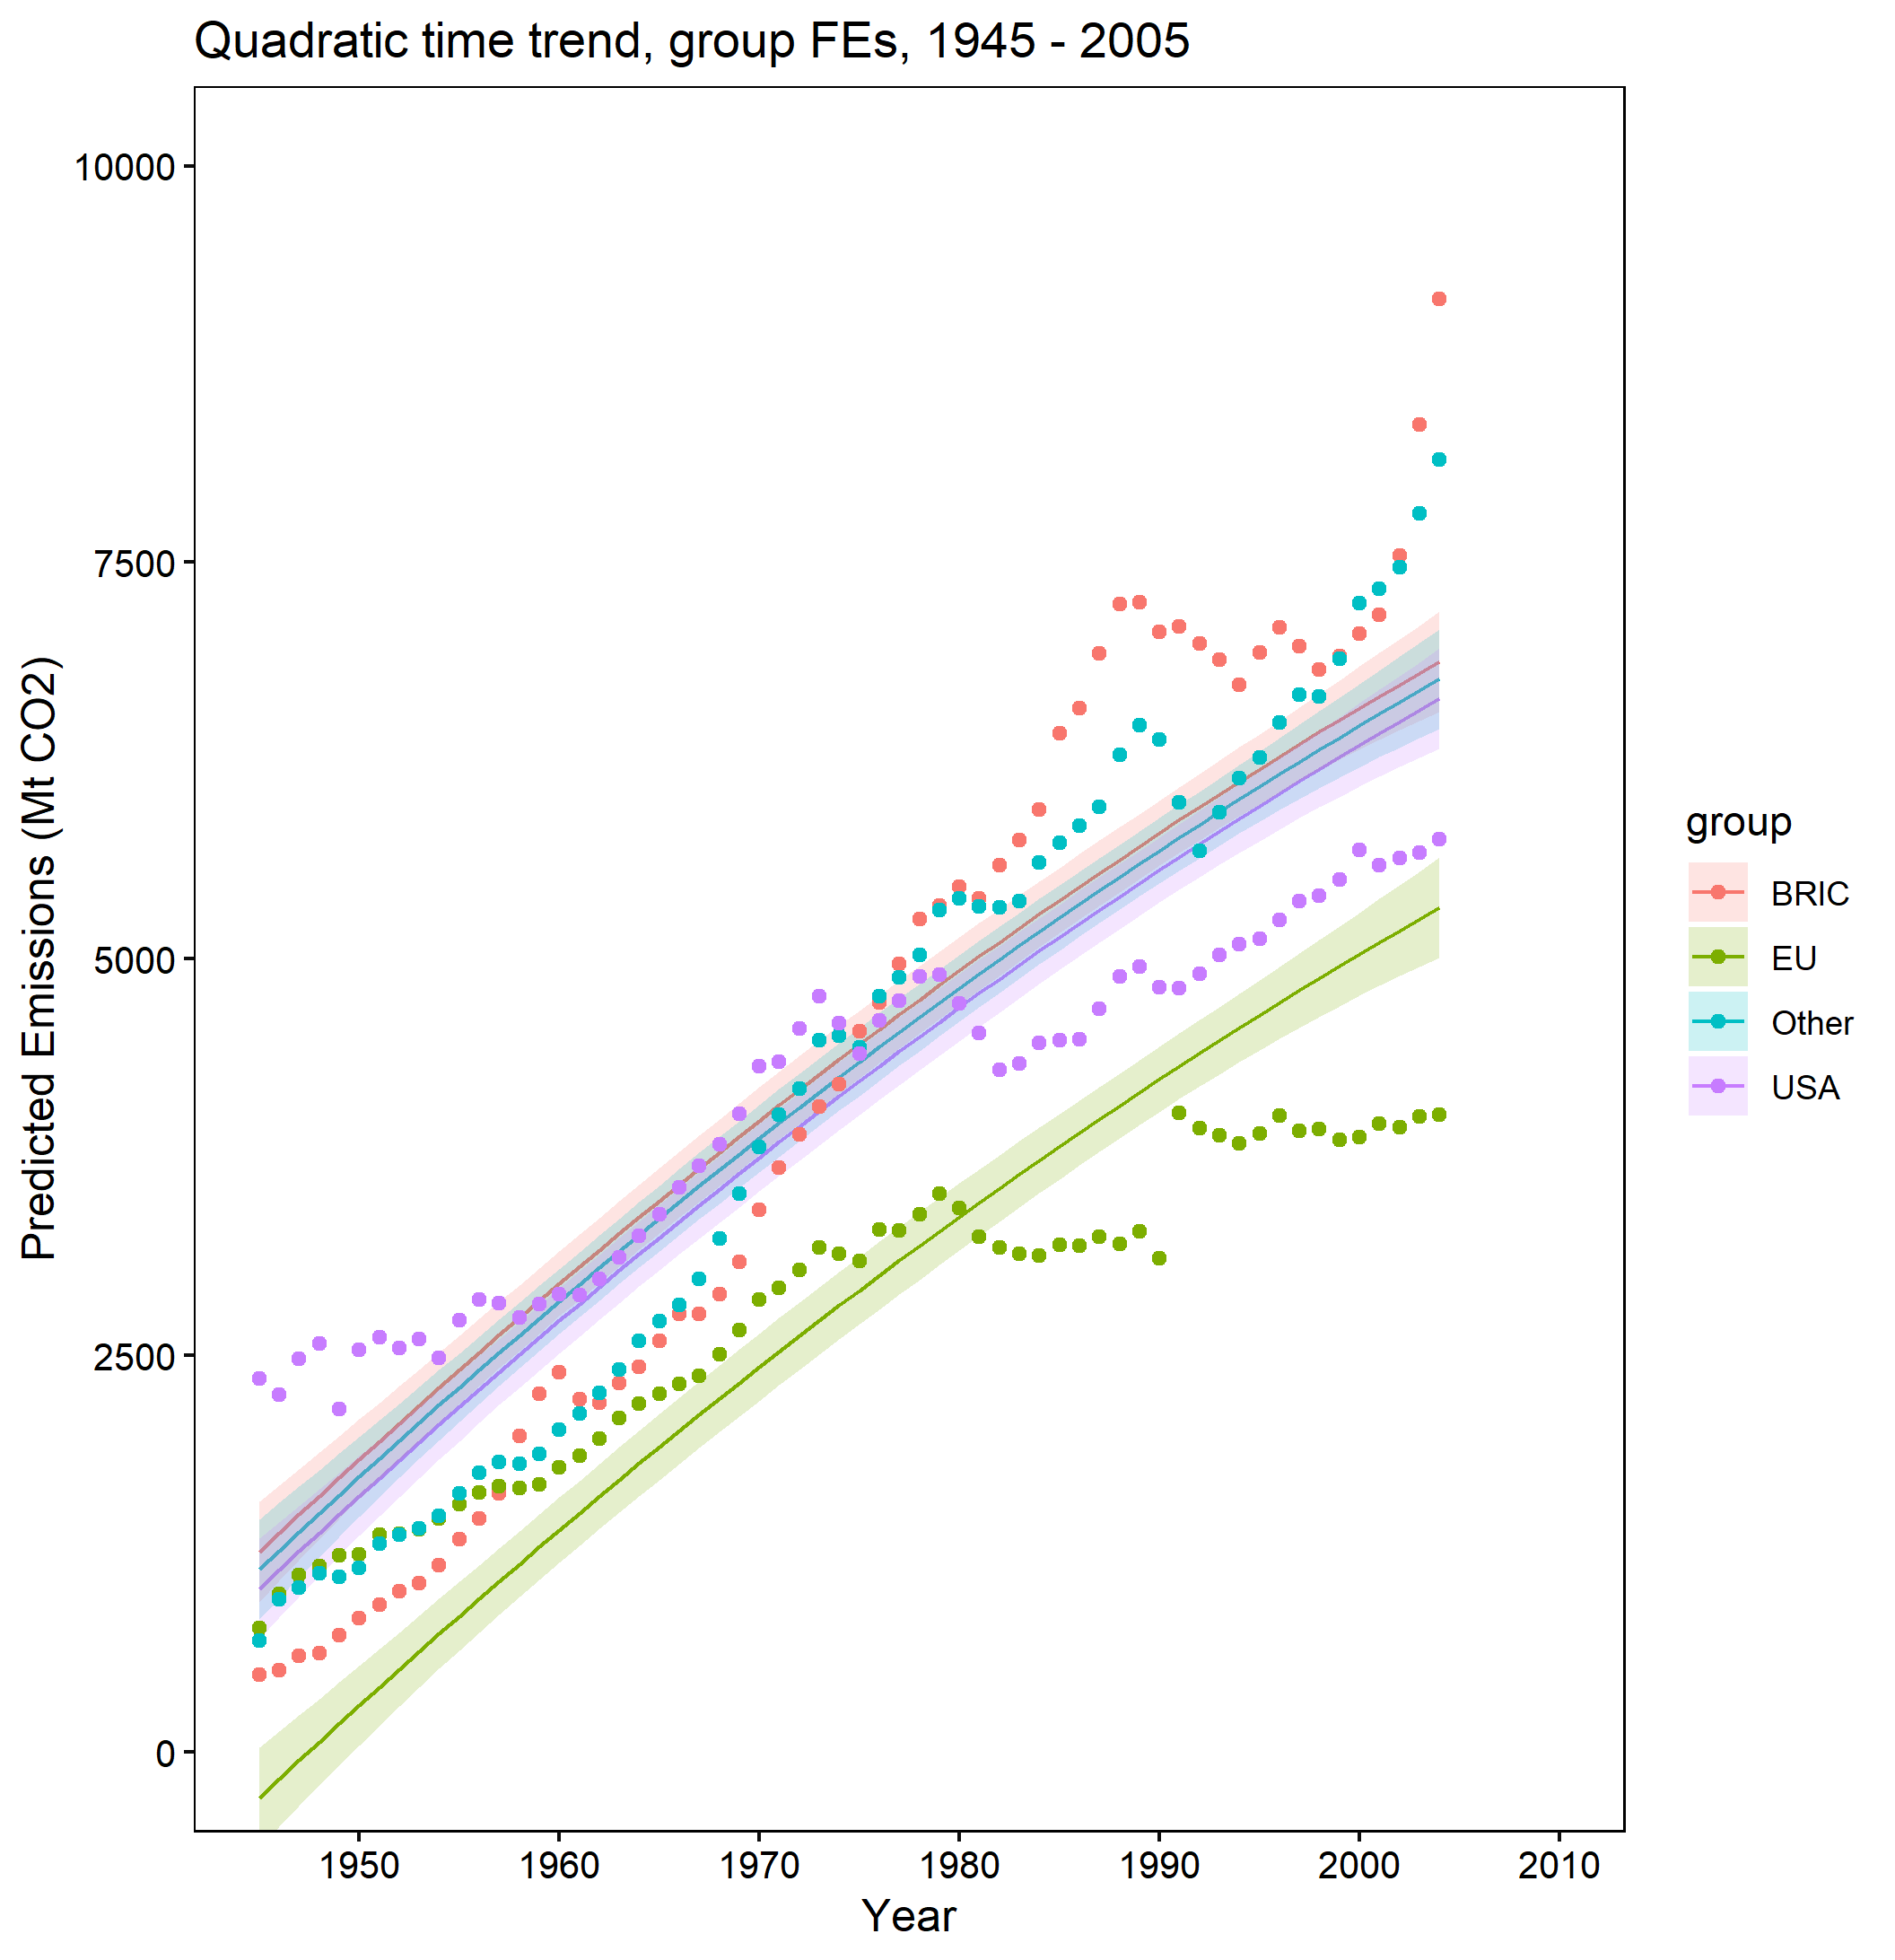 Quadratic time trend, group FEs, 1945 - 2005
10000
7500
5000
2500
0
Predicted Emissions (Mt CO2)
1950 1960 1970 1980 1990 2000 2010
Year
group
BRIC
EU
Other
USA